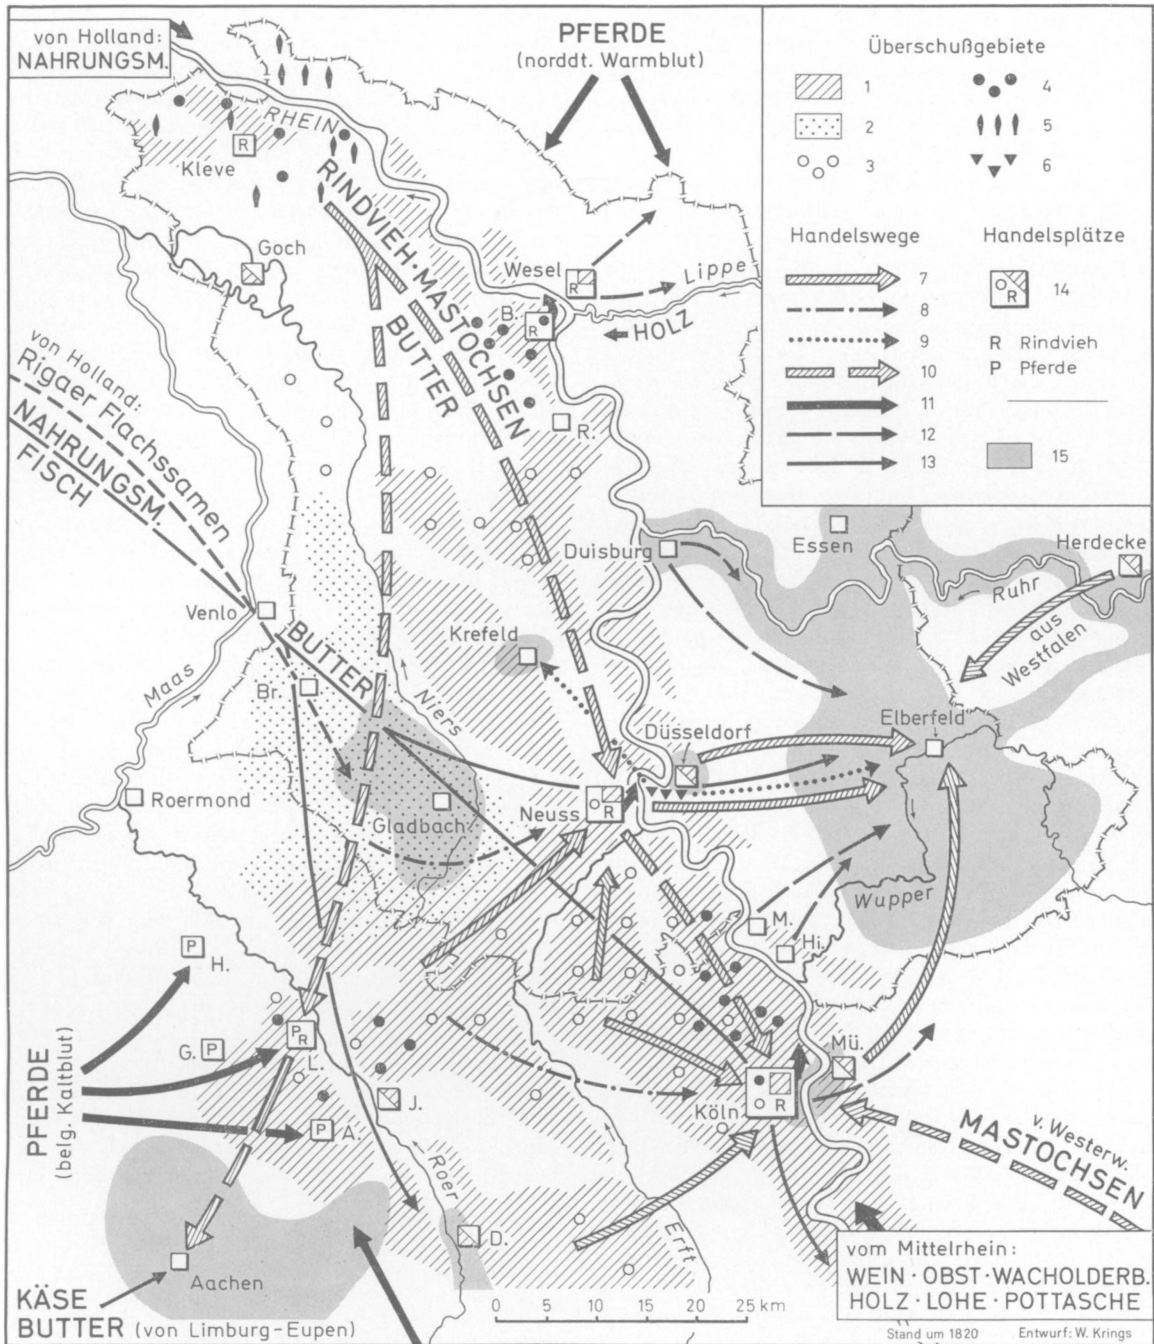 von Holland:
NAHRUNGSM.
PFERDE
(norddt. Warmblut)
Überschußgebiete
1
2
3
4
5
6
Handelswege
7
8
9
10
11
12
13
Handelsplätze
R
14
R Rindvieh
P Pferde
15
RHEIN
R
Kleve
Goch
RINDVIEH · MASTOCHSEN
BUTTER
Wesel
R
Lippe
B.
R
HOLZ
R.
von Holland:
Rigaer Flachssamen
NAHRUNGSM.
FISCH
Duisburg
Essen
Herdecke
Ruhr
aus
Westfalen
Venlo
Krefeld
BUTTER
Maas
Br.
Niers
Düsseldorf
Elberfeld
Roermond
Gladbach
Neuss
R
Wupper
M.
Hi.
P
H.
PFERDE
(belg. Kaltblut)
G.
P
P
R
L.
J.
P
A.
Köln
R
Mü.
v. Westerw.
MASTOCHSEN
Roer
Erft
D.
Aachen
KÄSE
BUTTER (von Limburg-Eupen)
0 5 10 15 20 25 km
vom Mittelrhein:
WEIN · OBST · WACHOLDERB.
HOLZ · LOHE · POTTASCHE
Stand um 1820 Entwurf: W. Krings